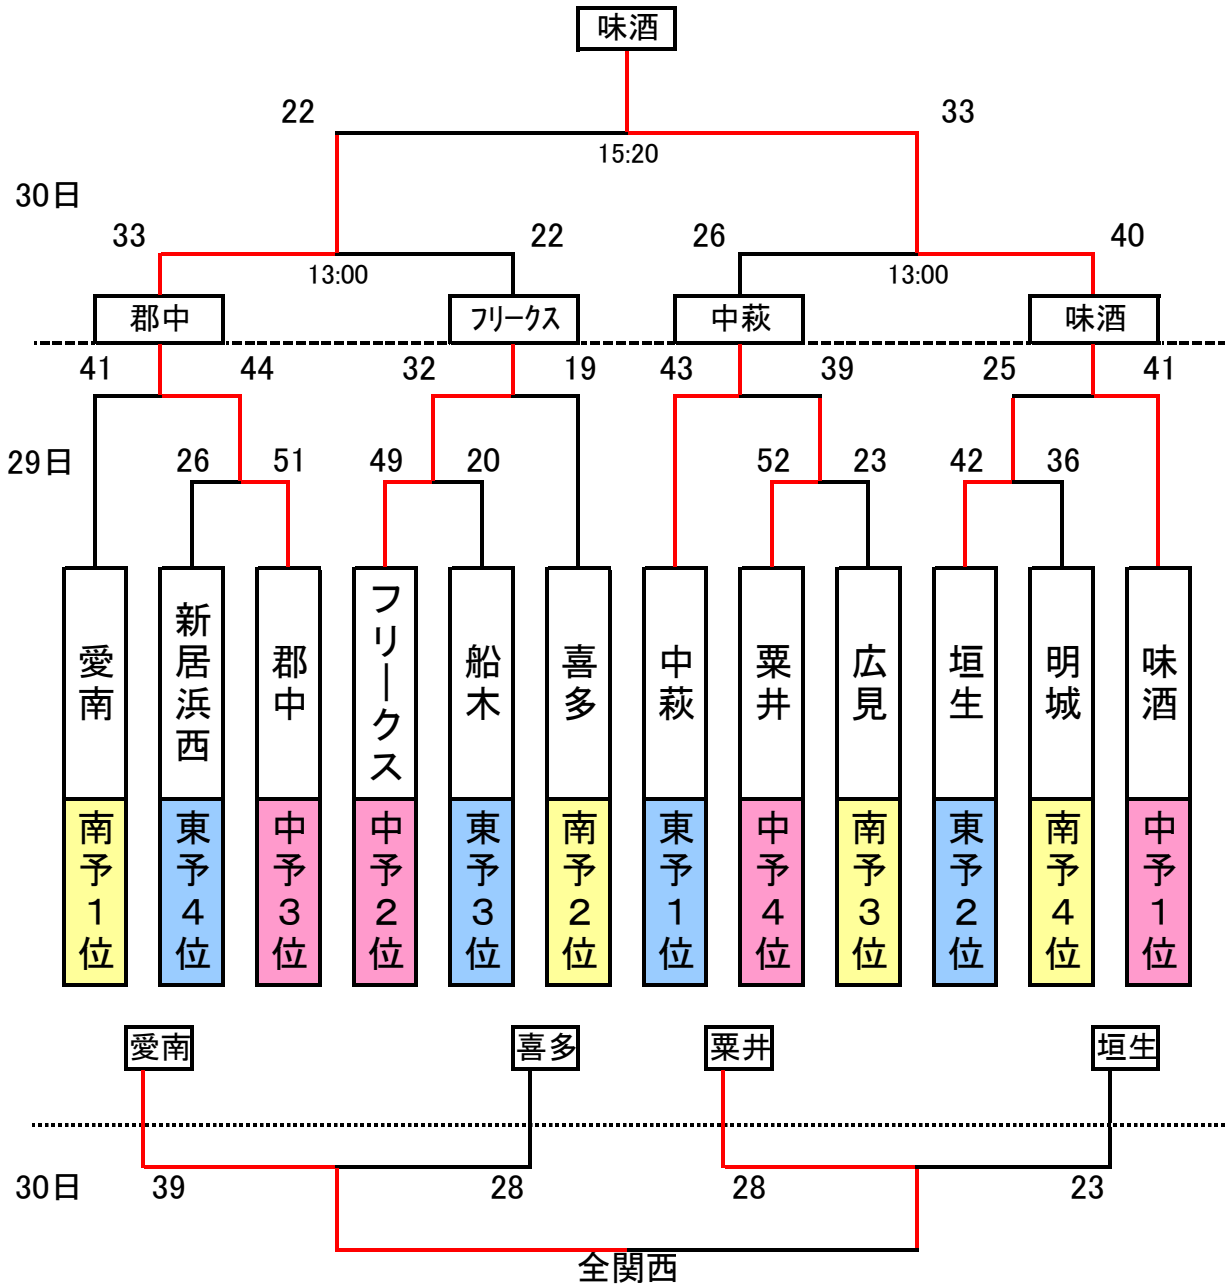 味酒
22 33
15:20
30日
33 22 26 40
13:00 13:00
郡中 フリークス 中萩 味酒
41 44 32 19 43 39 25 41
29日 26 51 49 20 52 23 42 36
愛南 新居浜西 郡中 フリークス 船木 喜多 中萩 粟井 広見 垣生 明城 味酒
南予1位 東予4位 中予3位 中予2位 東予3位 南予2位 東予1位 中予4位 南予3位 東予2位 南予4位 中予1位
愛南 喜多 粟井 垣生
30日 39 28 28 23
全関西